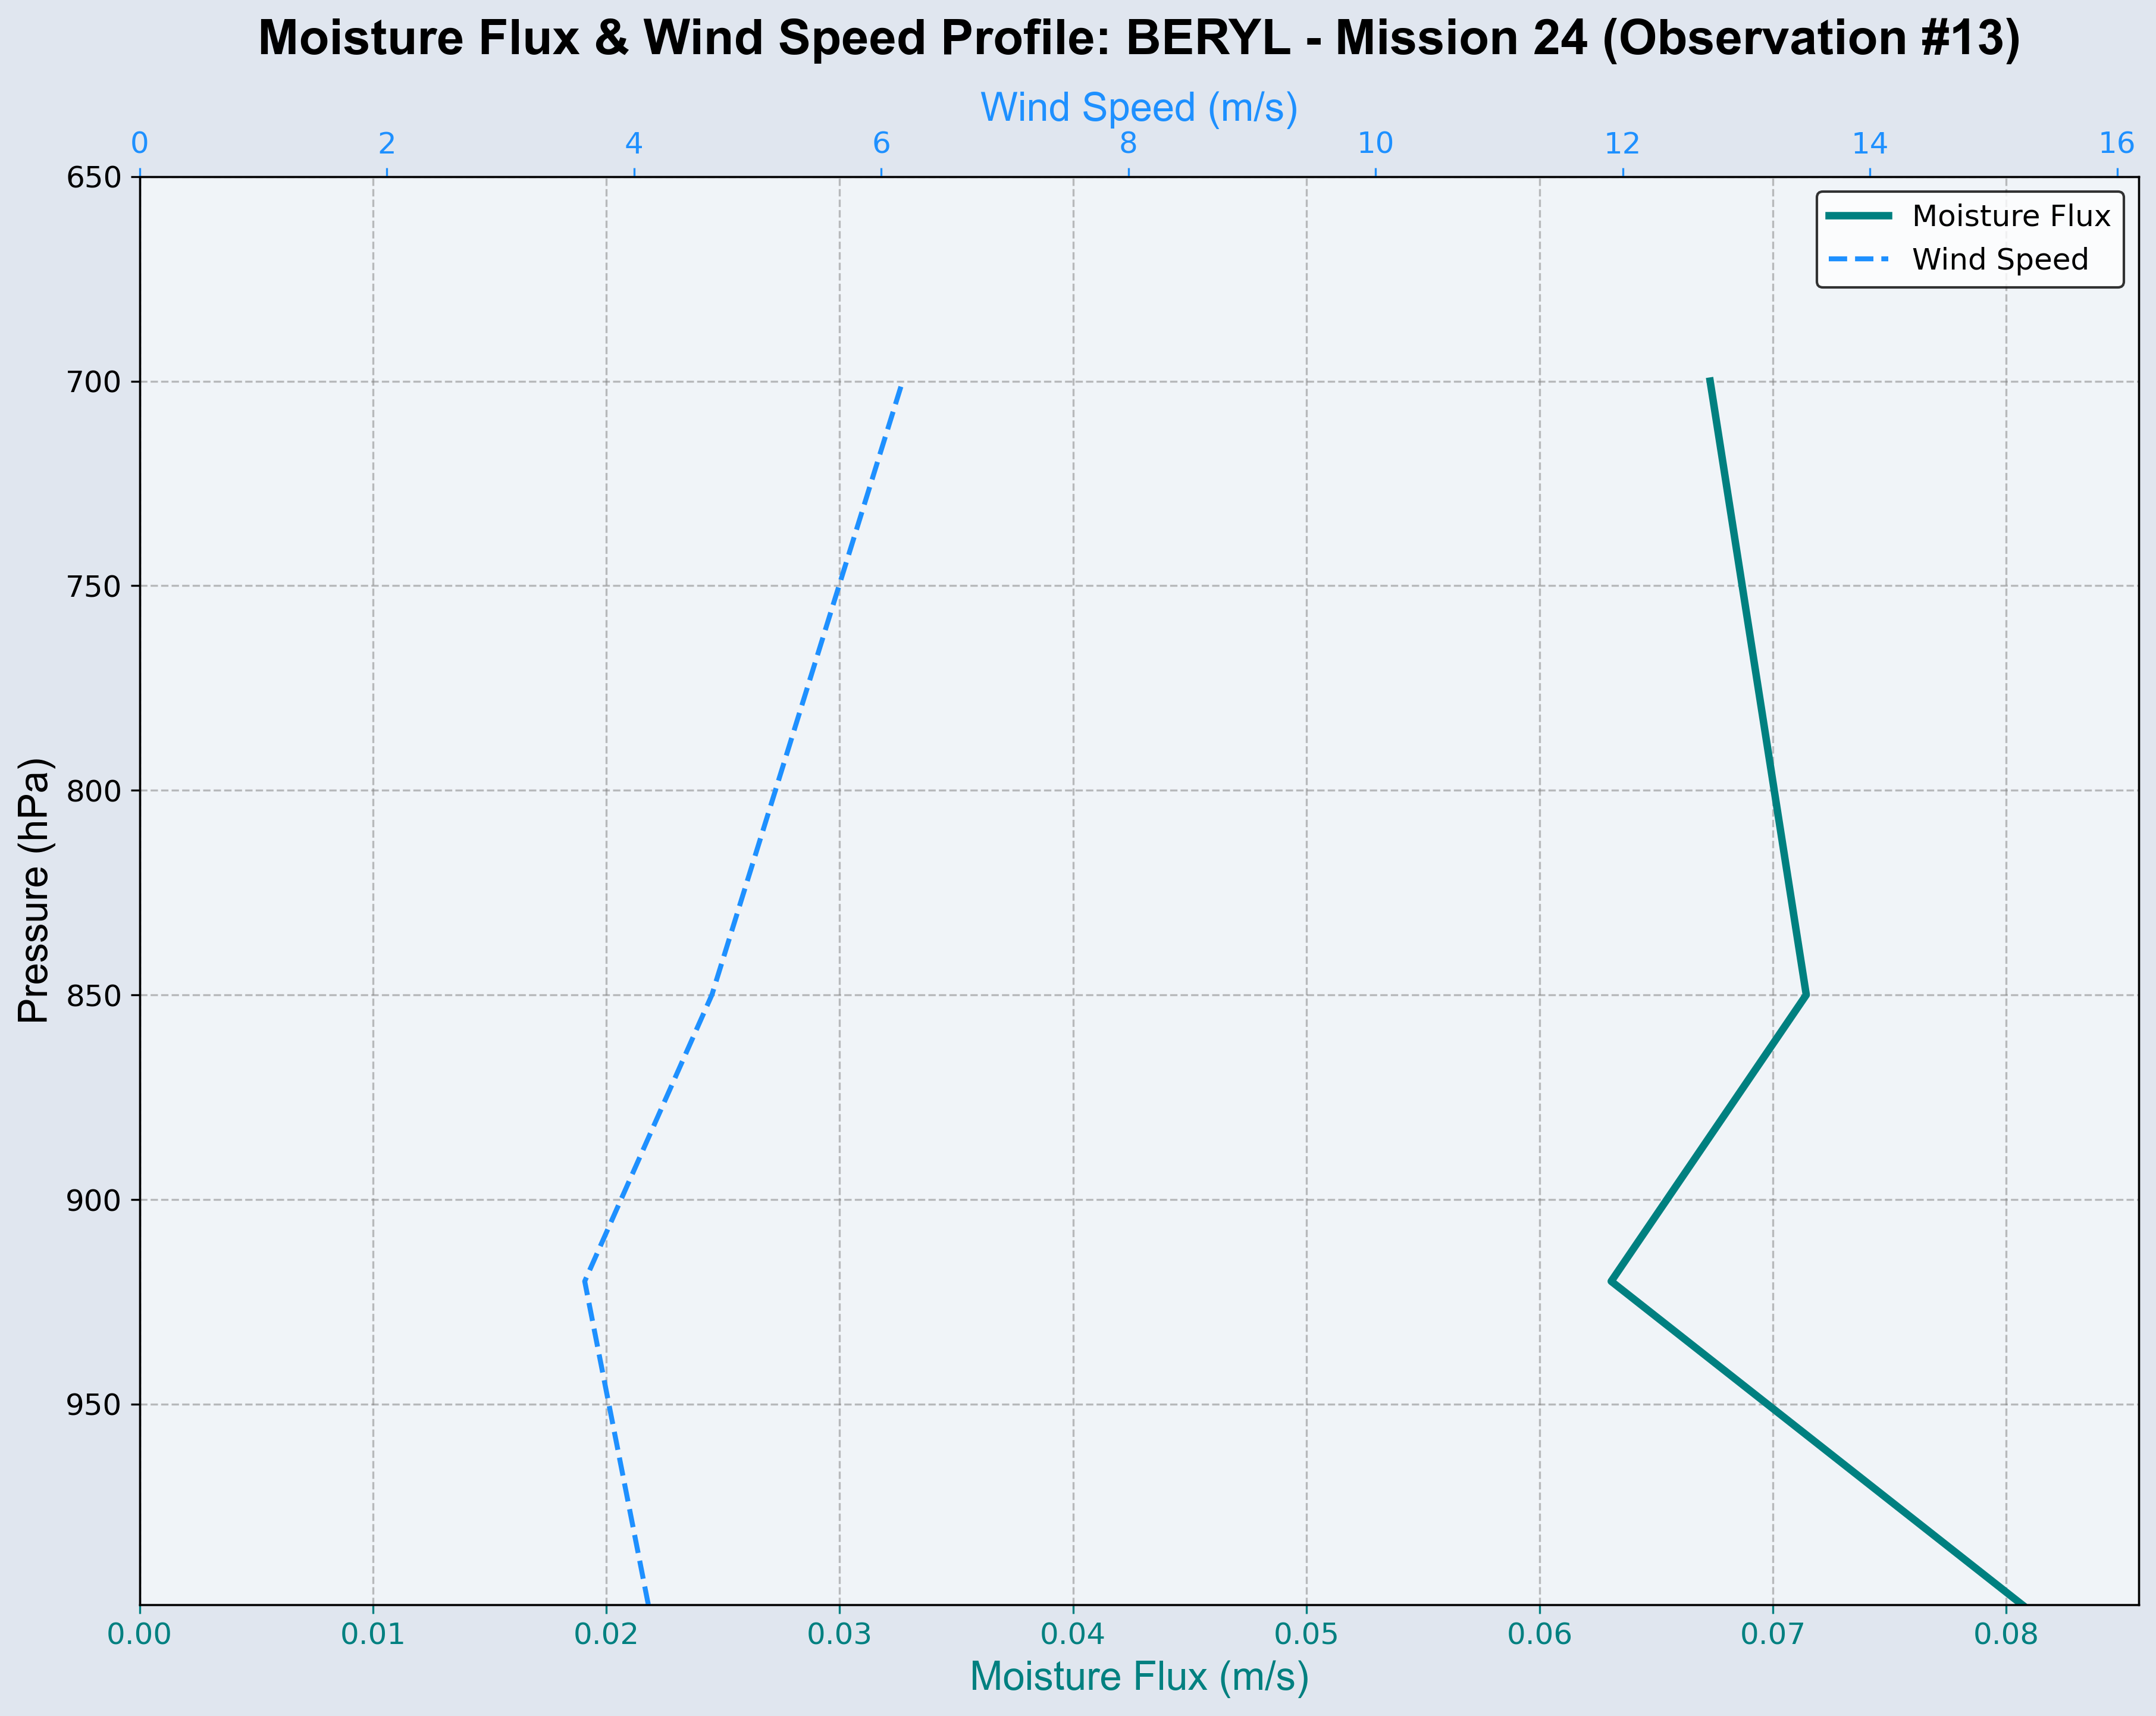 Moisture Flux & Wind Speed Profile: BERYL - Mission 24 (Observation #13)
Wind Speed (m/s)
0 2 4 6 8 10 12 14 16
Moisture Flux
Wind Speed
Pressure (hPa)
650
700
750
800
850
900
950
0.00 0.01 0.02 0.03 0.04 0.05 0.06 0.07 0.08
Moisture Flux (m/s)